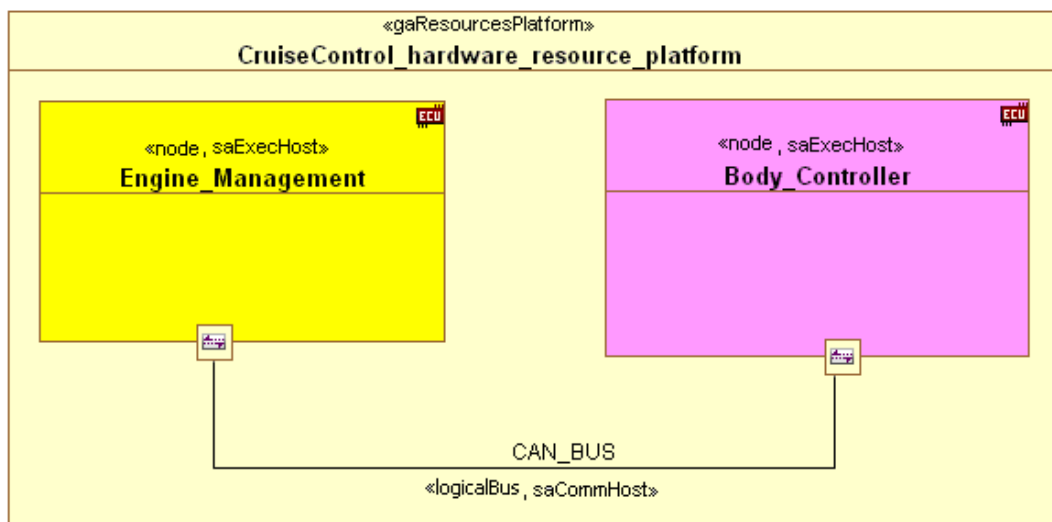 «gaResourcesPlatform»
CruiseControl_hardware_resource_platform
ECU
«node, saExecHost»
Engine_Management
ECU
«node, saExecHost»
Body_Controller
CAN_BUS
«logicalBus, saCommHost»